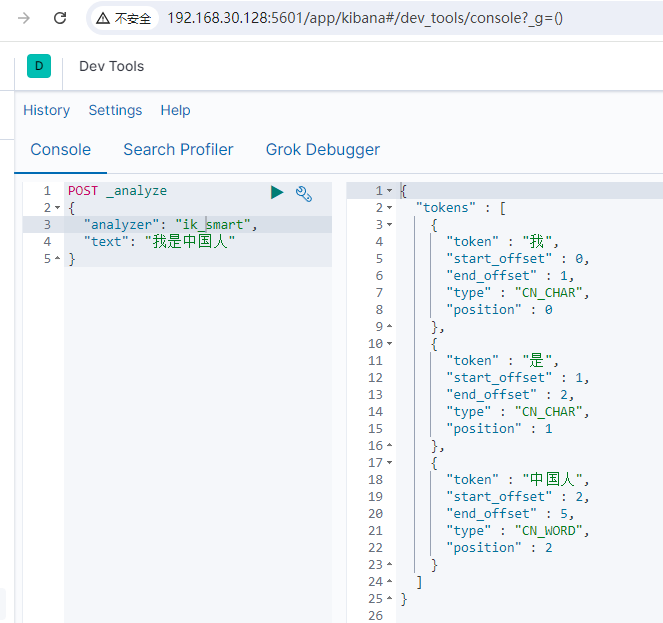 不安全 192.168.30.128:5601/app/kibana#/dev_tools/console?_g=()
D Dev Tools
History Settings Help
Console Search Profiler Grok Debugger
1 POST _analyze
2 {
3 "analyzer": "ik_smart",
4 "text": "我是中国人"
5 }
1 {
2 "tokens" : [
3 {
4 "token" : "我",
5 "start_offset" : 0,
6 "end_offset" : 1,
7 "type" : "CN_CHAR",
8 "position" : 0
9 },
10 {
11 "token" : "是",
12 "start_offset" : 1,
13 "end_offset" : 2,
14 "type" : "CN_CHAR",
15 "position" : 1
16 },
17 {
18 "token" : "中国人",
19 "start_offset" : 2,
20 "end_offset" : 5,
21 "type" : "CN_WORD",
22 "position" : 2
23 }
24 ]
25 }
26